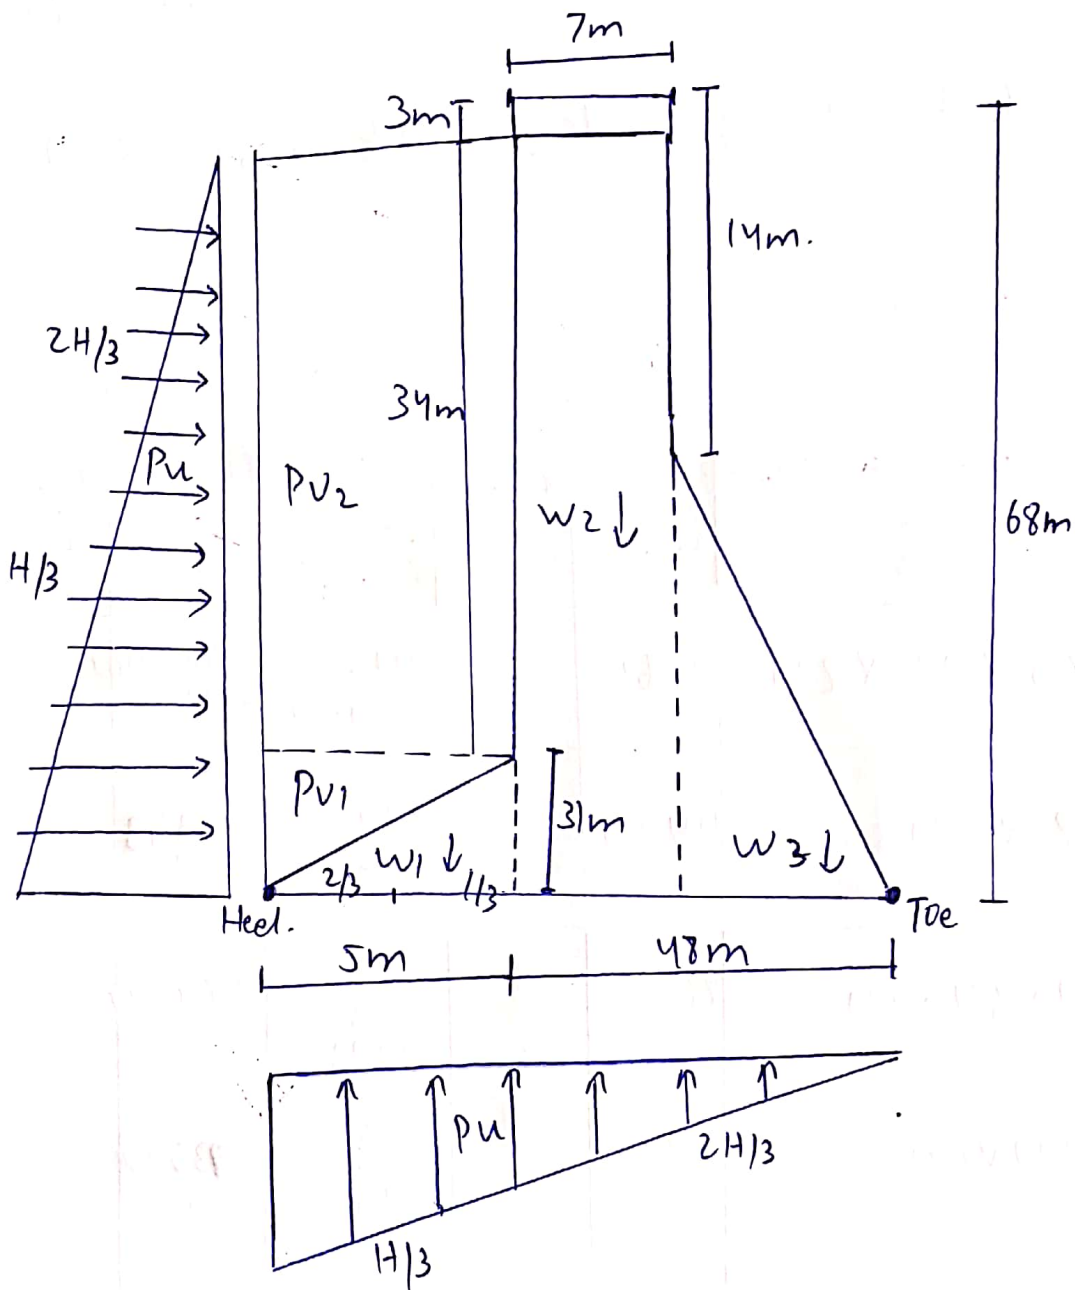 7m
3m
14m.
2H/3
34m
Pu
PV2
W2
68m
H/3
PV1
31m
W1
W3
2/3
1/3
Heel.
Toe
5m
48m
Pu
2H/3
H/3